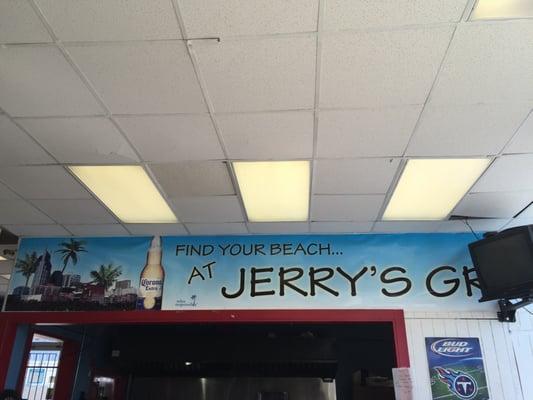 FIND YOUR BEACH...
AT JERRY'S GR
Corona
Extra
BUD LIGHT
T